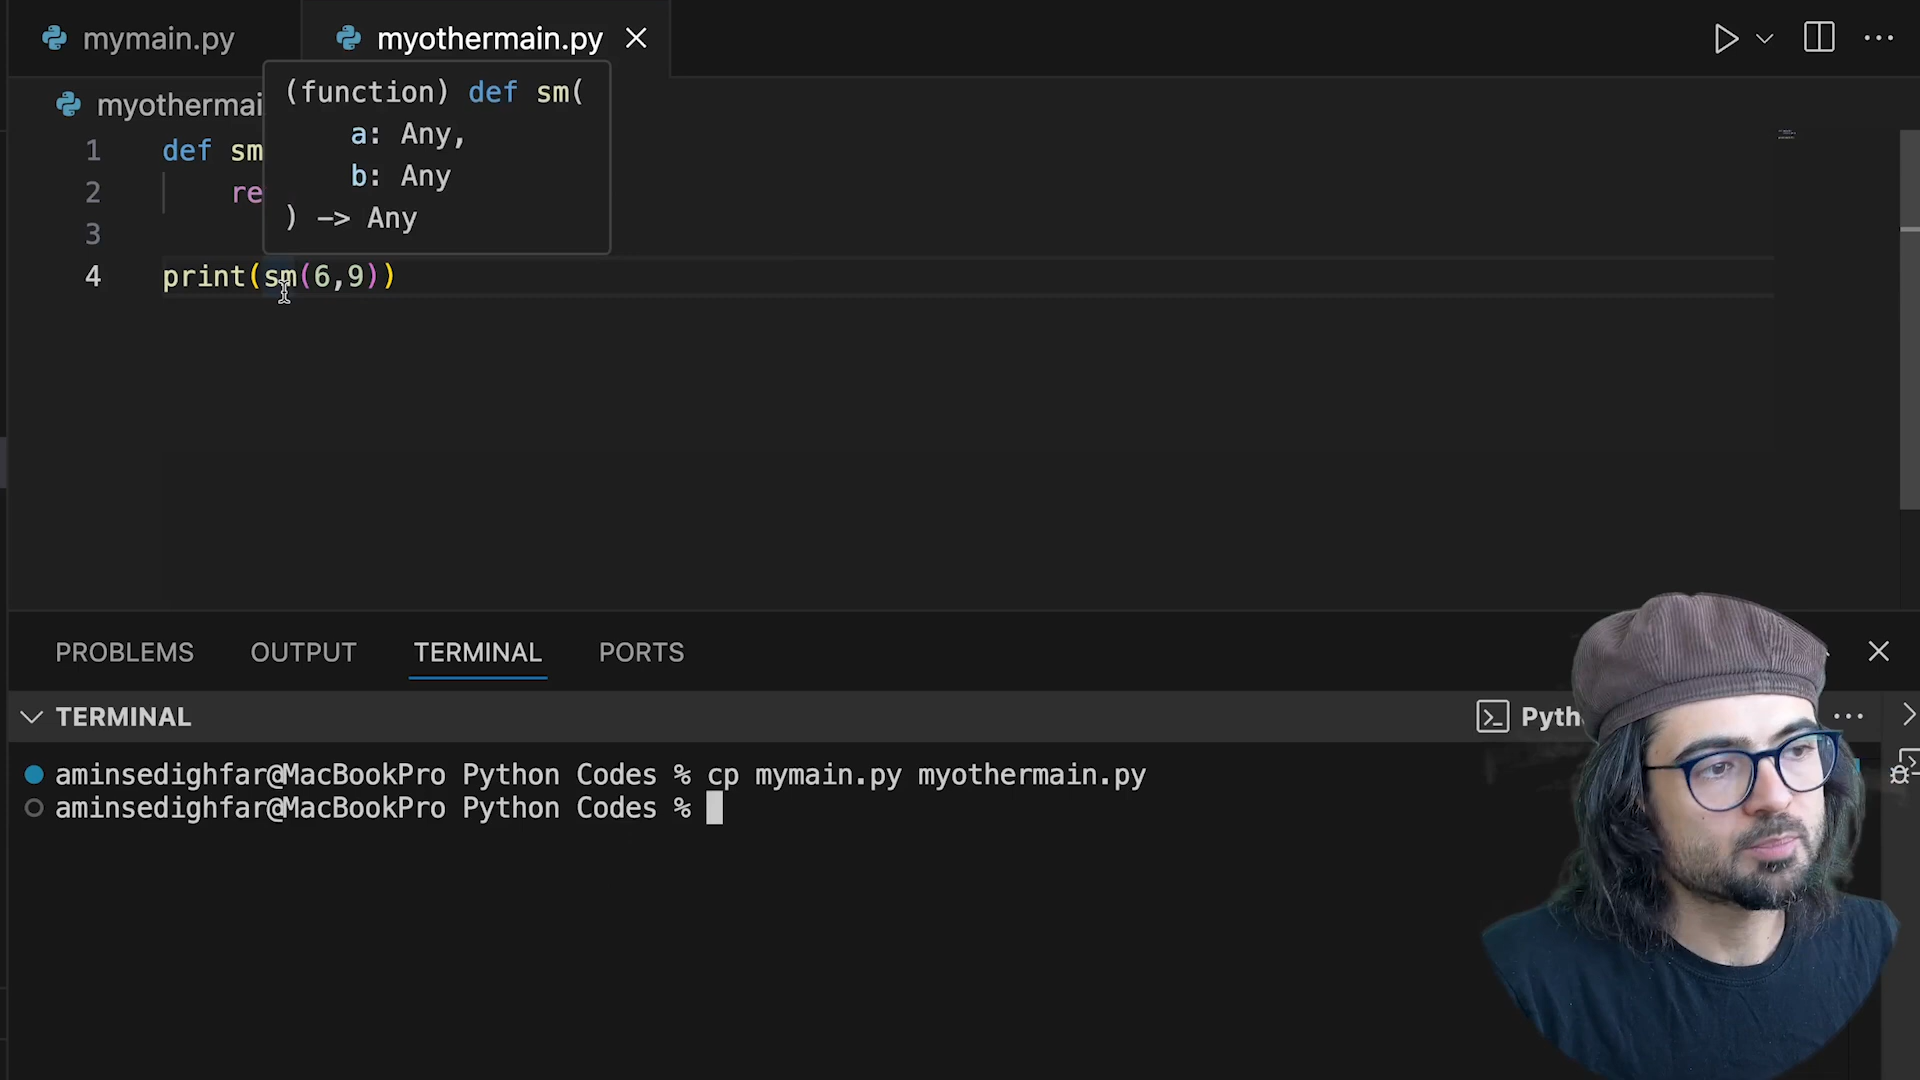 mymain.py
myothermain.py
(function) def sm(
a: Any,
b: Any
) -> Any
myothermai
1 def sm
2 re
3
4 print(sm(6,9))
PROBLEMS OUTPUT TERMINAL PORTS
TERMINAL
Pyth
aminsedighfar@MacBookPro Python Codes % cp mymain.py myothermain.py
aminsedighfar@MacBookPro Python Codes %